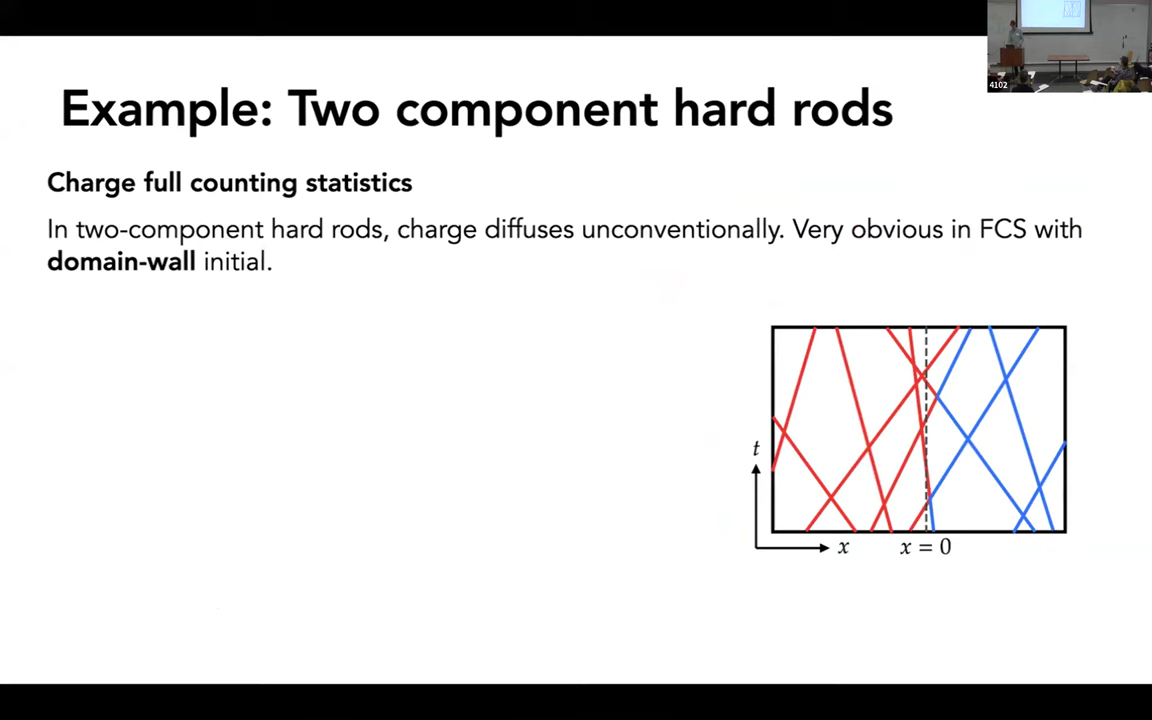 4102
Example: Two component hard rods
Charge full counting statistics
In two-component hard rods, charge diffuses unconventionally. Very obvious in FCS with
domain-wall initial.
t
x
x = 0